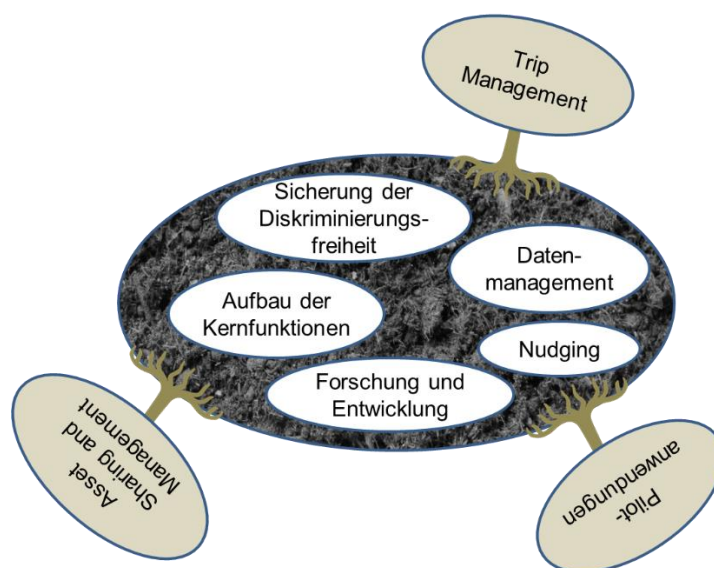 Trip
Management
Sicherung der
Diskriminierungs-
freiheit
Daten-
management
Aufbau der
Kernfunktionen
Nudging
Forschung und
Entwicklung
Asset
Sharing and
Management
Pilot-
anwendungen